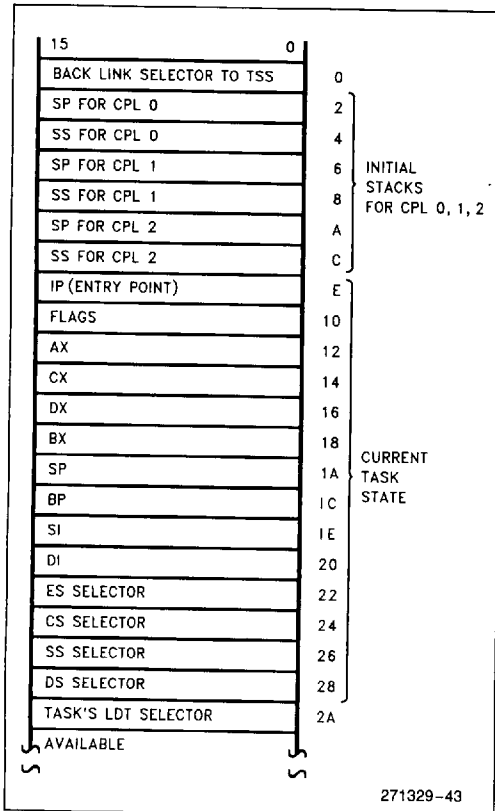 15 0
BACK LINK SELECTOR TO TSS 0
SP FOR CPL 0 2
SS FOR CPL 0 4
SP FOR CPL 1 6
INITIAL
STACKS
FOR CPL 0, 1, 2
SS FOR CPL 1 8
SP FOR CPL 2 A
SS FOR CPL 2 C
IP (ENTRY POINT) E
FLAGS 10
AX 12
CX 14
DX 16
BX 18
SP 1A
CURRENT
TASK
STATE
BP 1C
SI 1E
DI 20
ES SELECTOR 22
CS SELECTOR 24
SS SELECTOR 26
DS SELECTOR 28
TASK'S LDT SELECTOR 2A
AVAILABLE
271329-43